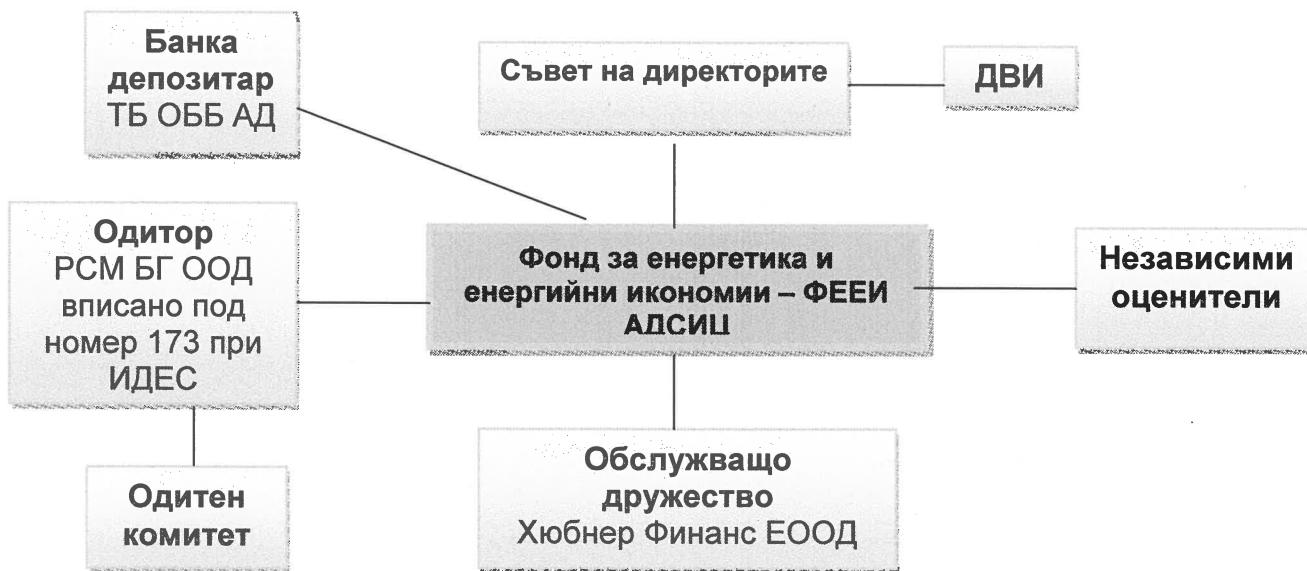 Банка
депозитар
ТБ ОББ АД
Съвет на директорите
ДВИ
Одитор
РСМ БГ ООД
вписано под
номер 173 при
ИДЕС
Фонд за енергетика и
енергийни икономии – ФЕЕИ
АДСИЦ
Независими
оценители
Одитен
комитет
Обслужващо
дружество
Хюбнер Финанс ЕООД